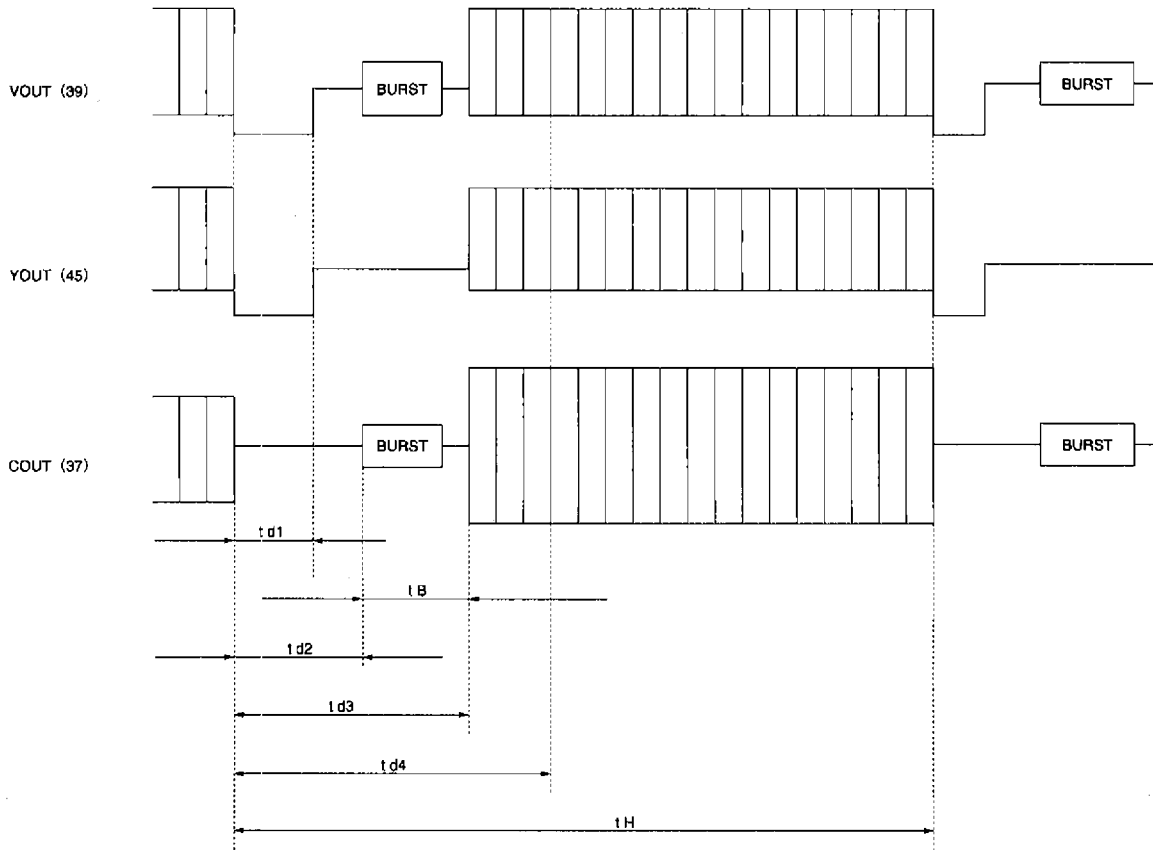 VOUT (39)
BURST
BURST
YOUT (45)
COUT (37)
BURST
BURST
t d1
t B
t d2
t d3
t d4
t H